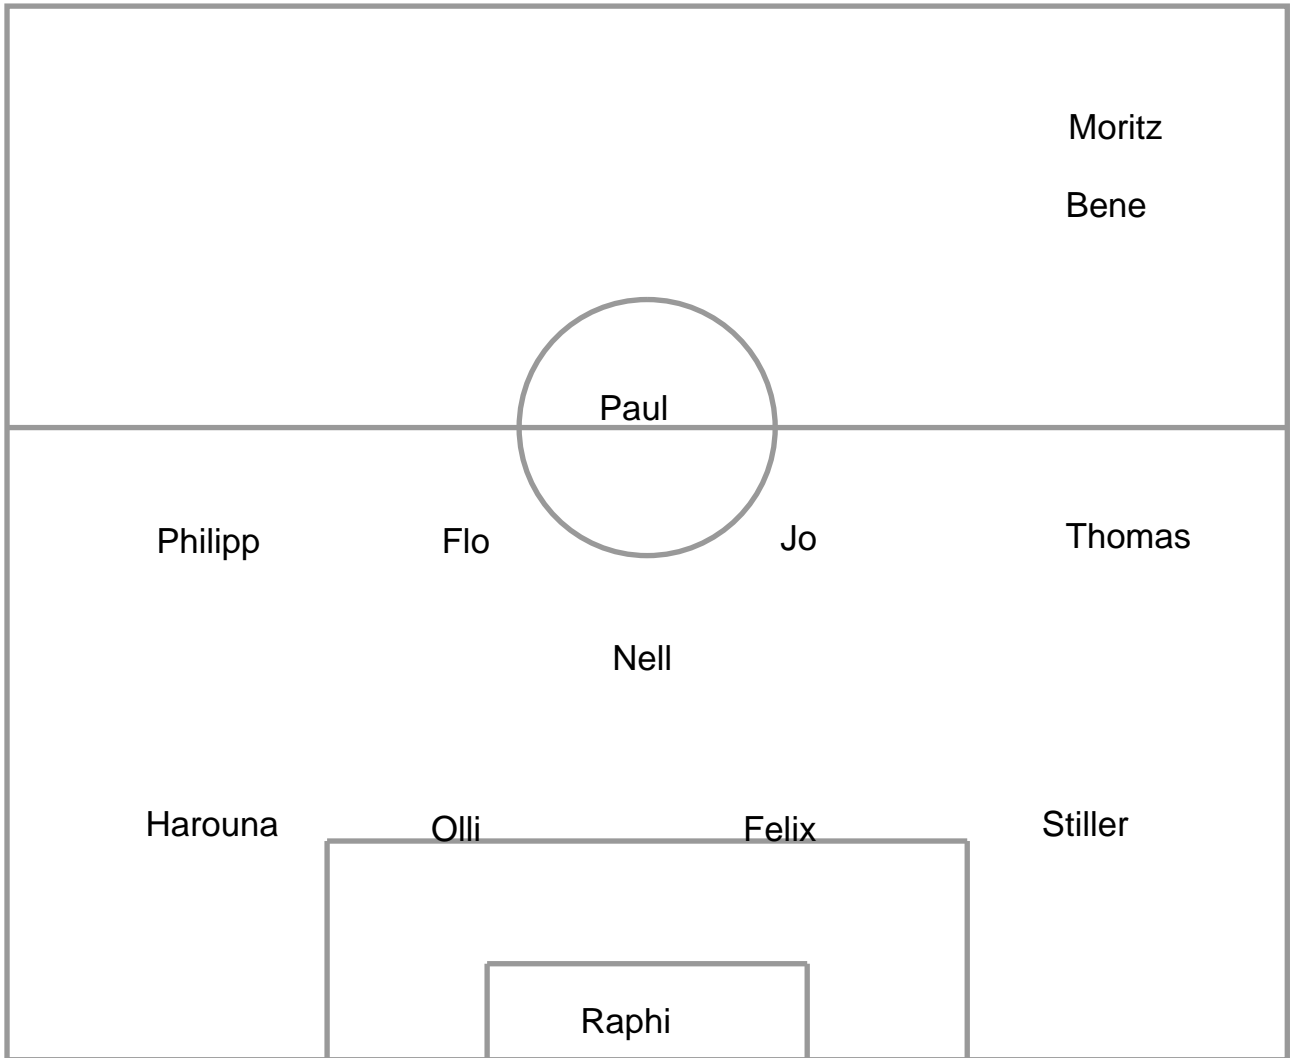 Moritz
Bene
Paul
Philipp Flo Jo Thomas
Nell
Harouna Olli Felix Stiller
Raphi